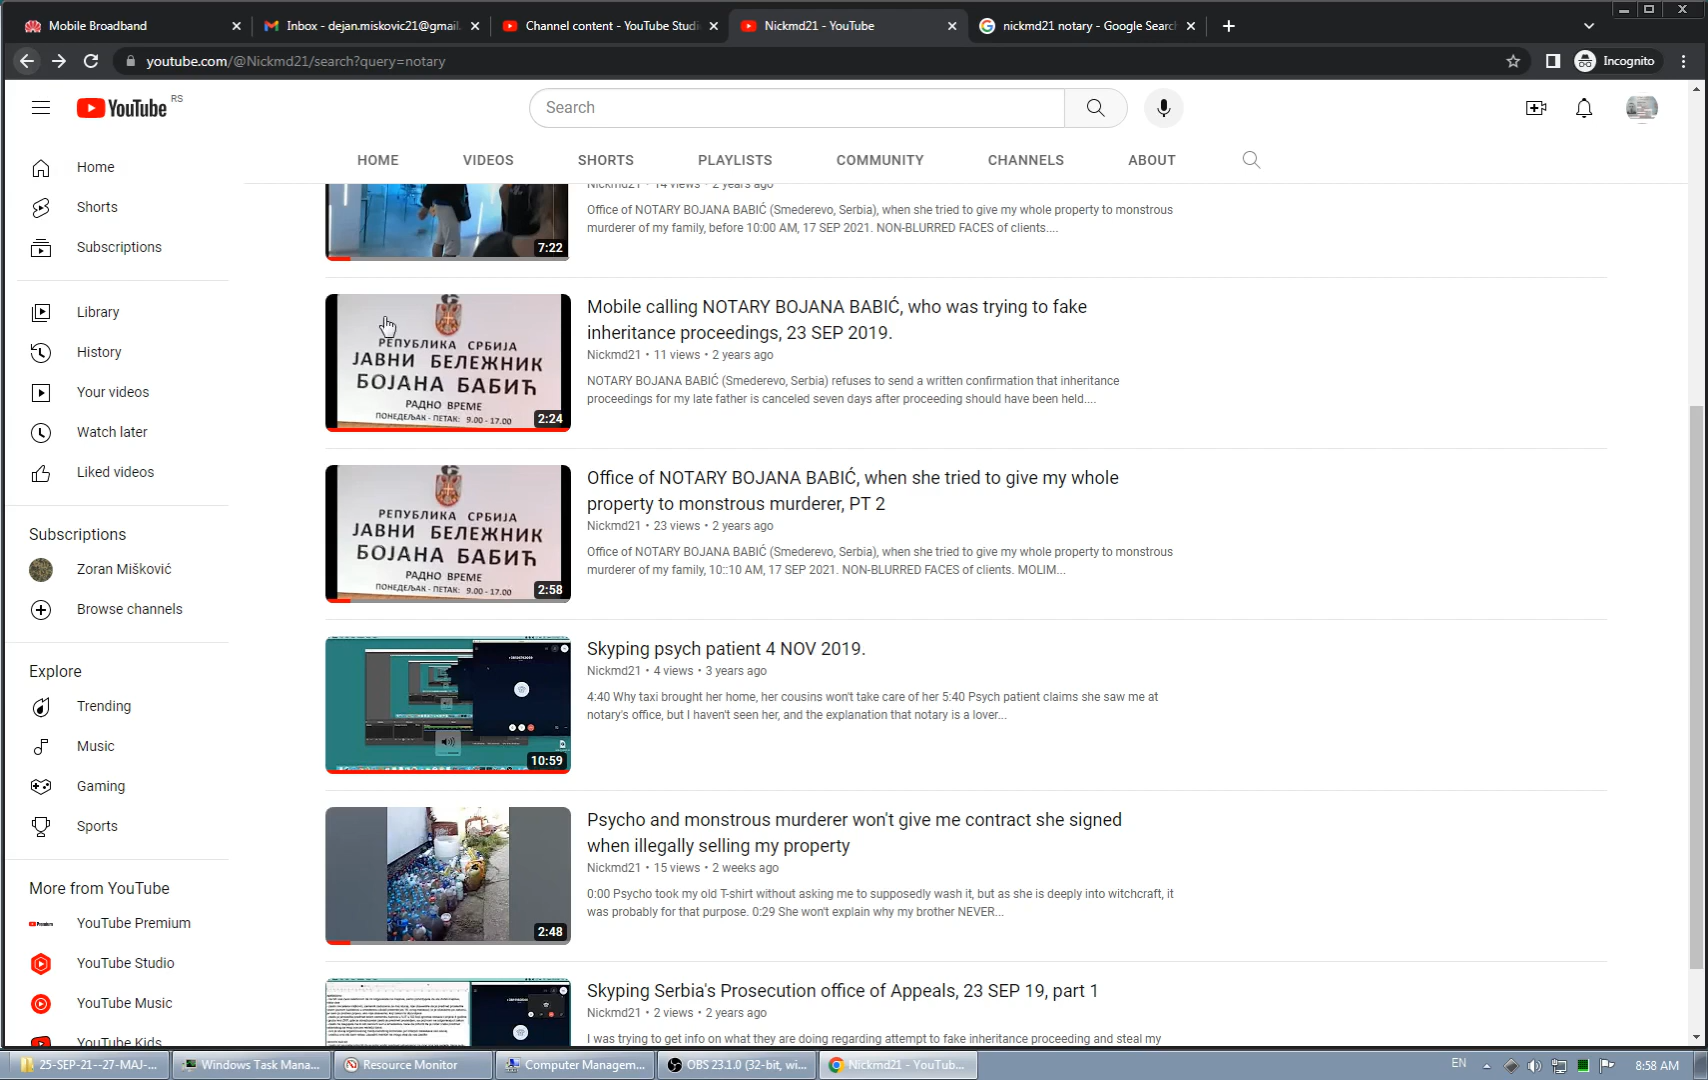 Mobile Broadband
Inbox - dejan.miskovic21@gmail.
Channel content - YouTube Studi
Nickmd21 - YouTube
nickmd21 notary - Google Searc
youtube.com/@Nickmd21/search?query=notary
Incognito
YouTube RS
Search
HOME VIDEOS SHORTS PLAYLISTS COMMUNITY CHANNELS ABOUT
Home
Shorts
Subscriptions
Library
History
Your videos
Watch later
Liked videos
Subscriptions
Zoran Mišković
Browse channels
Explore
Trending
Music
Gaming
Sports
More from YouTube
YouTube Premium
YouTube Studio
YouTube Music
YouTube Kids
7:22
Nickmd21 • 14 views • 2 years ago
Office of NOTARY BOJANA BABIĆ (Smederevo, Serbia), when she tried to give my whole property to monstrous
murderer of my family, before 10:00 AM, 17 SEP 2021. NON-BLURRED FACES of clients....
РЕПУБЛИКА СРБИЈА
ЈАВНИ БЕЛЕЖНИК
БОЈАНА БАБИЋ
РАДНО ВРЕМЕ
ПОНЕДЕЉАК - ПЕТАК: 9.00 - 17.00
2:24
Mobile calling NOTARY BOJANA BABIĆ, who was trying to fake
inheritance proceedings, 23 SEP 2019.
Nickmd21 • 11 views • 2 years ago
NOTARY BOJANA BABIĆ (Smederevo, Serbia) refuses to send a written confirmation that inheritance
proceedings for my late father is canceled seven days after proceeding should have been held....
РЕПУБЛИКА СРБИЈА
ЈАВНИ БЕЛЕЖНИК
БОЈАНА БАБИЋ
РАДНО ВРЕМЕ
ПОНЕДЕЉАК - ПЕТАК: 9.00 - 17.00
2:58
Office of NOTARY BOJANA BABIĆ, when she tried to give my whole
property to monstrous murderer, PT 2
Nickmd21 • 23 views • 2 years ago
Office of NOTARY BOJANA BABIĆ (Smederevo, Serbia), when she tried to give my whole property to monstrous
murderer of my family, 10::10 AM, 17 SEP 2021. NON-BLURRED FACES of clients. MOLIM...
10:59
Skyping psych patient 4 NOV 2019.
Nickmd21 • 4 views • 3 years ago
4:40 Why taxi brought her home, her cousins won't take care of her 5:40 Psych patient claims she saw me at
notary's office, but I haven't seen her, and the explanation that notary is a lover...
2:48
Psycho and monstrous murderer won't give me contract she signed
when illegally selling my property
Nickmd21 • 15 views • 2 weeks ago
0:00 Psycho took my old T-shirt without asking me to supposedly wash it, but as she is deeply into witchcraft, it
was probably for that purpose. 0:29 She won't explain why my brother NEVER...
Skyping Serbia's Prosecution office of Appeals, 23 SEP 19, part 1
Nickmd21 • 2 views • 2 years ago
I was trying to get info on what they are doing regarding attempt to fake inheritance proceeding and steal my
25-SEP-21--27-MAJ-...
Windows Task Mana...
Resource Monitor
Computer Managem...
OBS 23.1.0 (32-bit, wi...
Nickmd21 - YouTub...
EN
8:58 AM